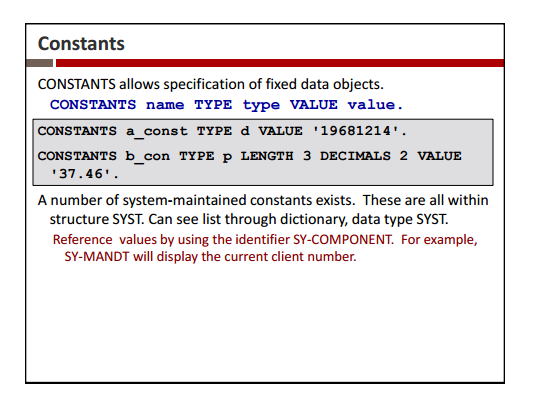 Constants
CONSTANTS allows specification of fixed data objects.
CONSTANTS name TYPE type VALUE value.
CONSTANTS a_const TYPE d VALUE '19681214'.
CONSTANTS b_con TYPE p LENGTH 3 DECIMALS 2 VALUE
'37.46'.
A number of system-maintained constants exists. These are all within
structure SYST. Can see list through dictionary, data type SYST.
Reference values by using the identifier SY-COMPONENT. For example,
SY-MANDT will display the current client number.